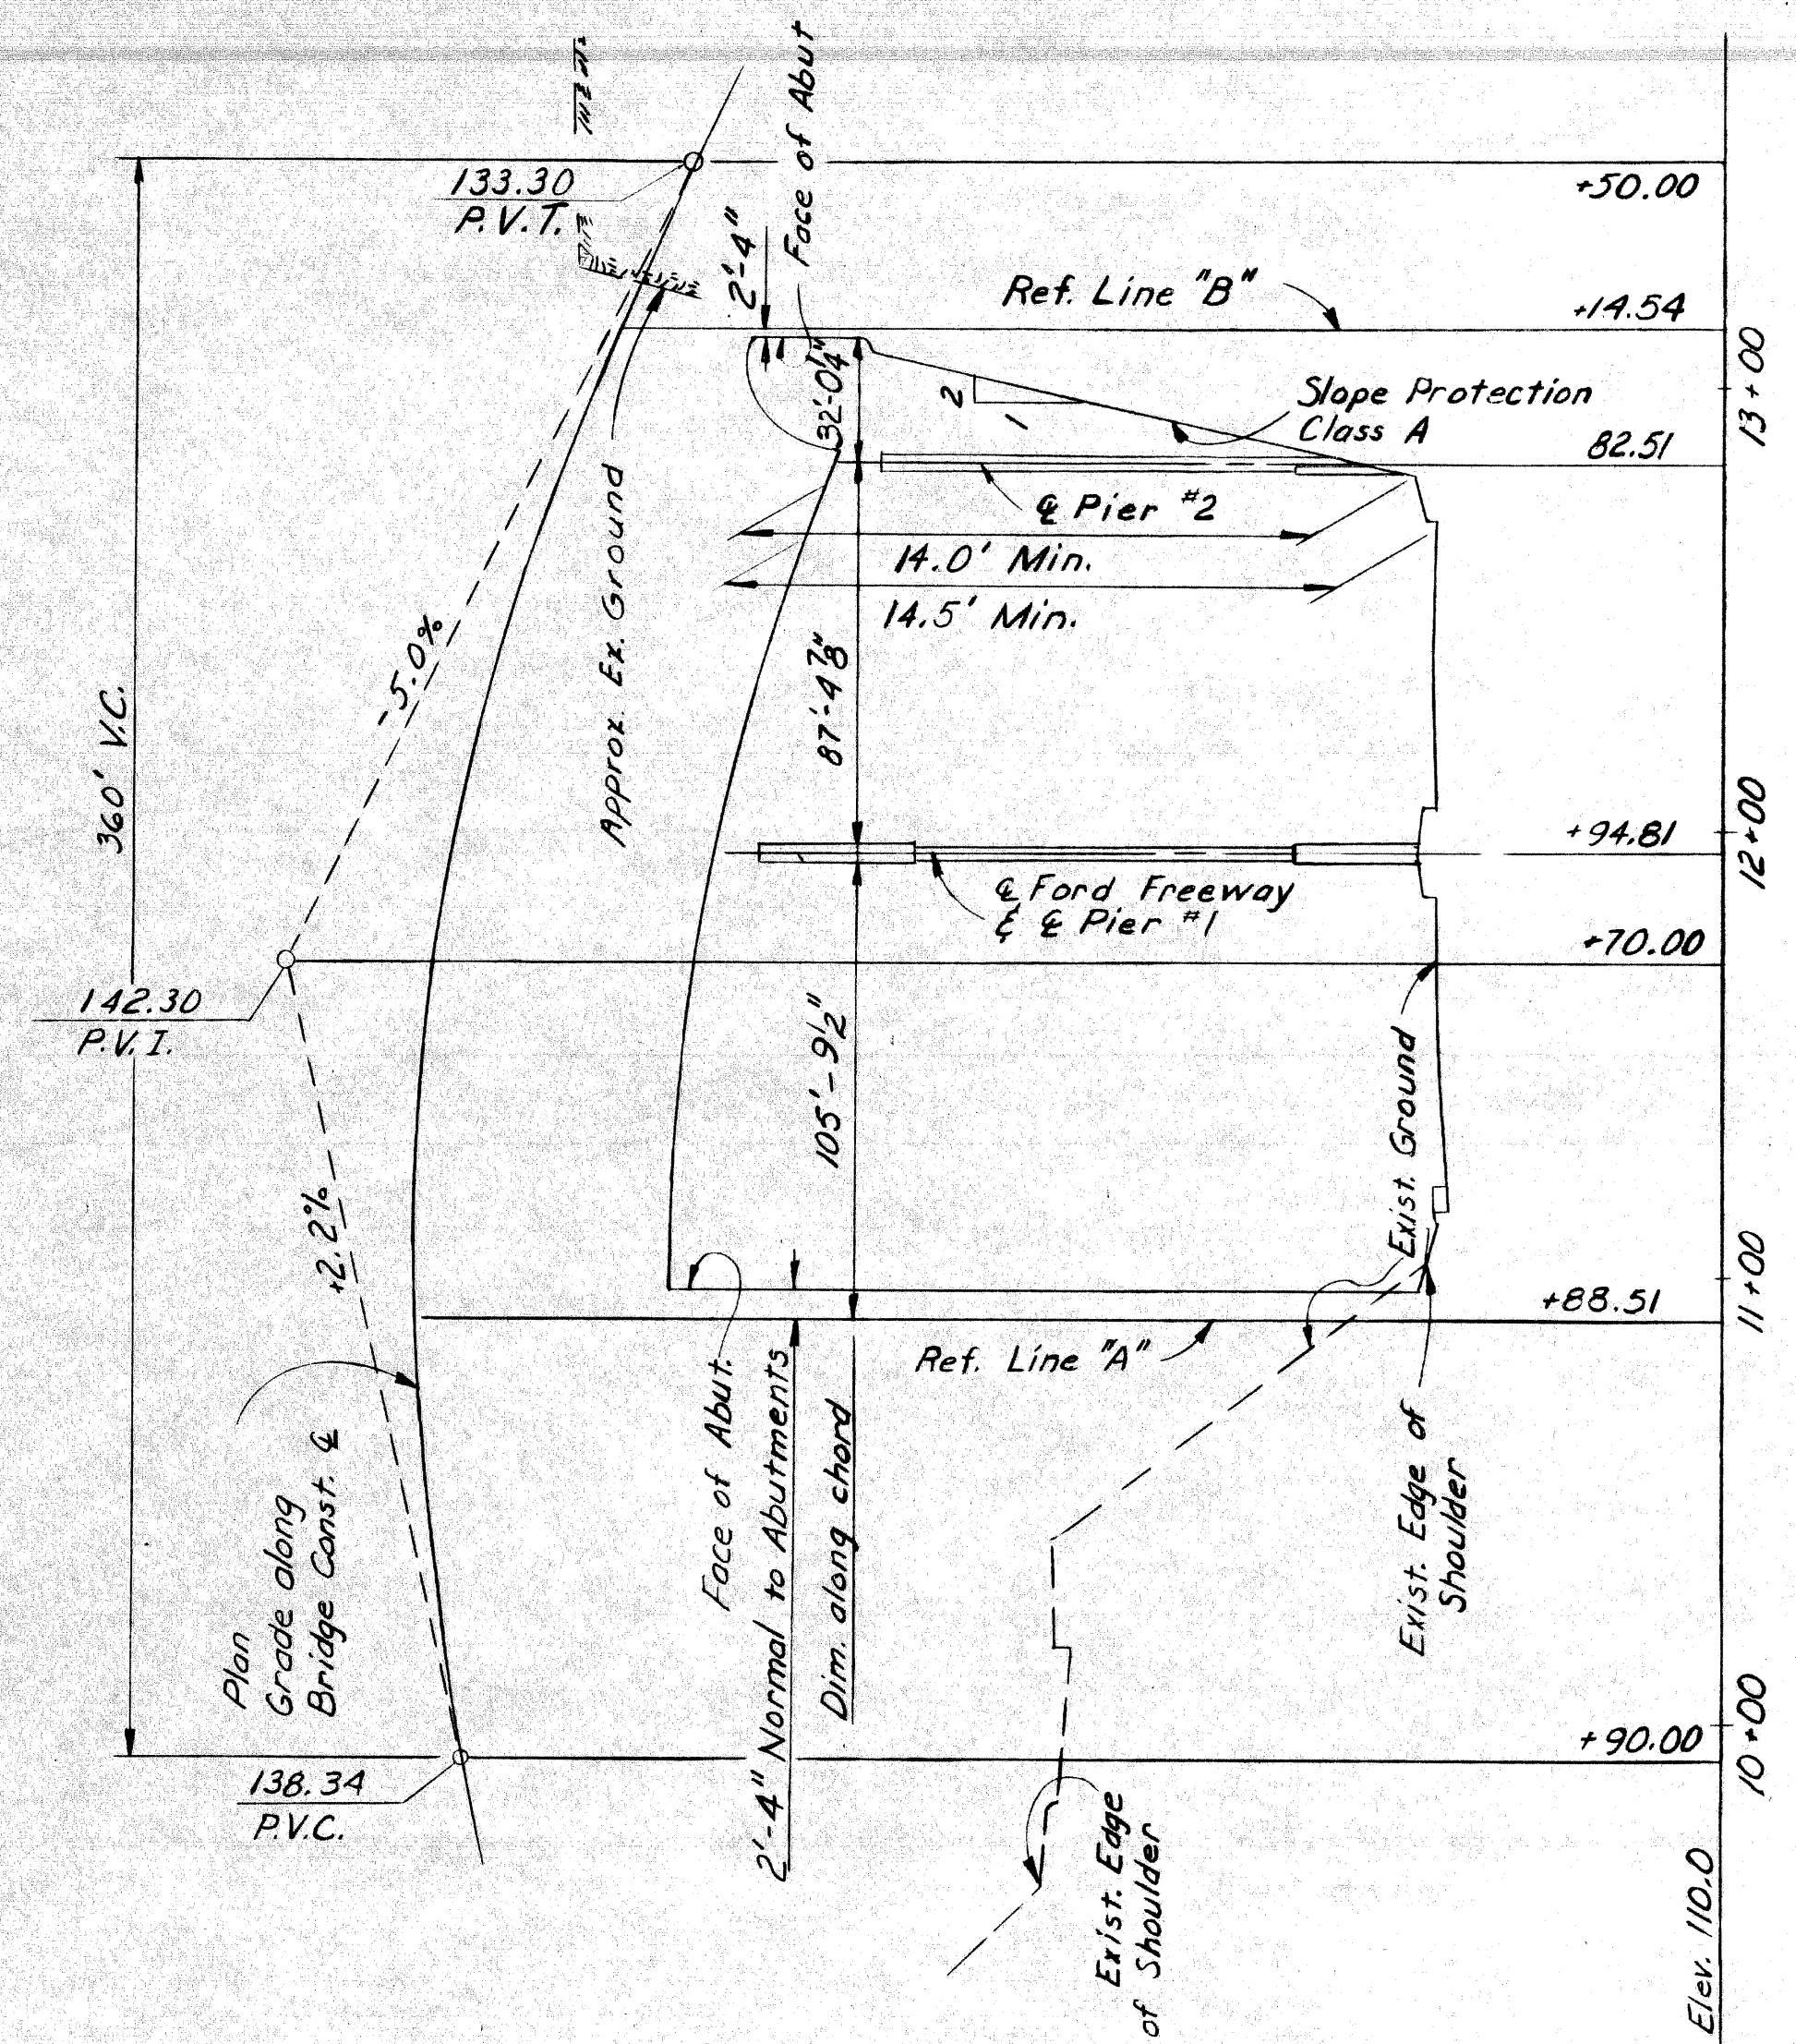 Face of Abut
133.30
P.V.T.
+50.00
2'-4"
Ref. Line "B"
+14.54
13+00
32'-0¼"
2
1
Slope Protection
Class A
82.51
℄ Pier #2
14.0' Min.
14.5' Min.
-5.0%
Approx. Ex. Ground
87'-4⅞"
360' V.C.
12+00
+94.81
℄ Ford Freeway
& ℄ Pier #1
+70.00
142.30
P.V.I.
105'-9½"
Exist. Ground
+2.2%
+88.51
11+00
Ref. Line "A"
Face of Abut.
2'-4" Normal to Abutments
Dim. along chord
Exist. Edge of
Shoulder
Plan
Grade along
Bridge Const. ℄
10+00
+90.00
138.34
P.V.C.
Exist. Edge
of Shoulder
Elev. 110.0